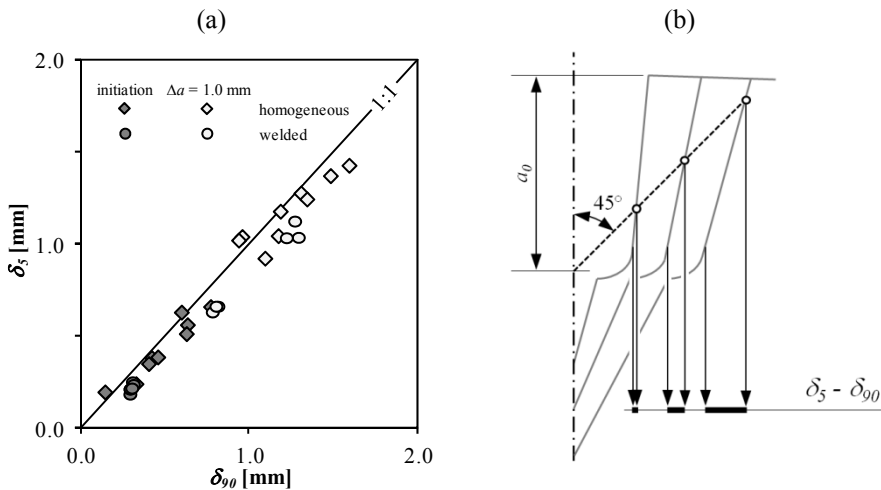 (a)
(b)
2.0
initiation Δa = 1.0 mm
homogeneous
welded
1:1
1.0
δ5 [mm]
0.0
0.0 1.0 2.0
δ90 [mm]
a0
45°
δ5 - δ90